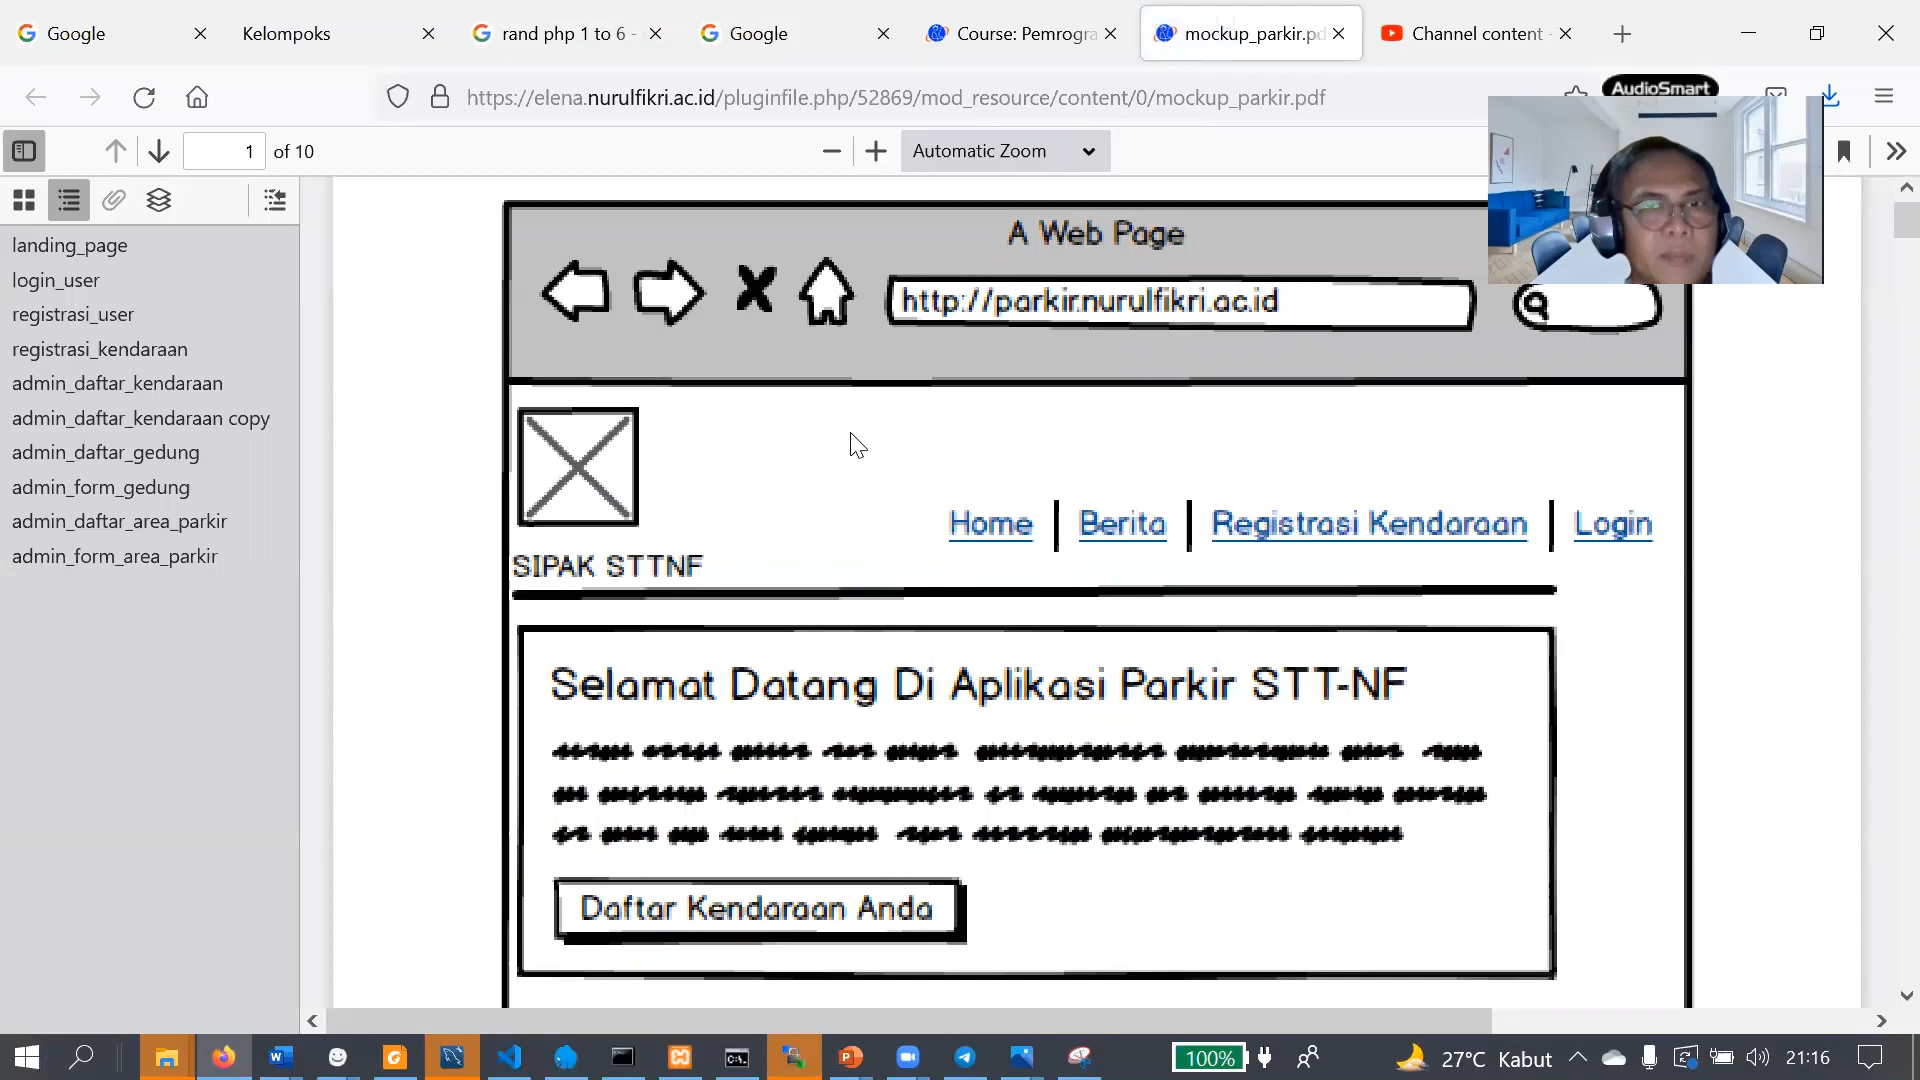 Google
Kelompoks
rand php 1 to 6 -
Google
Course: Pemrogra
mockup_parkir.pd
Channel content
https://elena.nurulfikri.ac.id/pluginfile.php/52869/mod_resource/content/0/mockup_parkir.pdf
AudioSmart
1 of 10
Automatic Zoom
landing_page
login_user
registrasi_user
registrasi_kendaraan
admin_daftar_kendaraan
admin_daftar_kendaraan copy
admin_daftar_gedung
admin_form_gedung
admin_daftar_area_parkir
admin_form_area_parkir
A Web Page
http://parkir.nurulfikri.ac.id
SIPAK STTNF
Home
Berita
Registrasi Kendaraan
Login
Selamat Datang Di Aplikasi Parkir STT-NF
Daftar Kendaraan Anda
100%
27°C Kabut
21:16